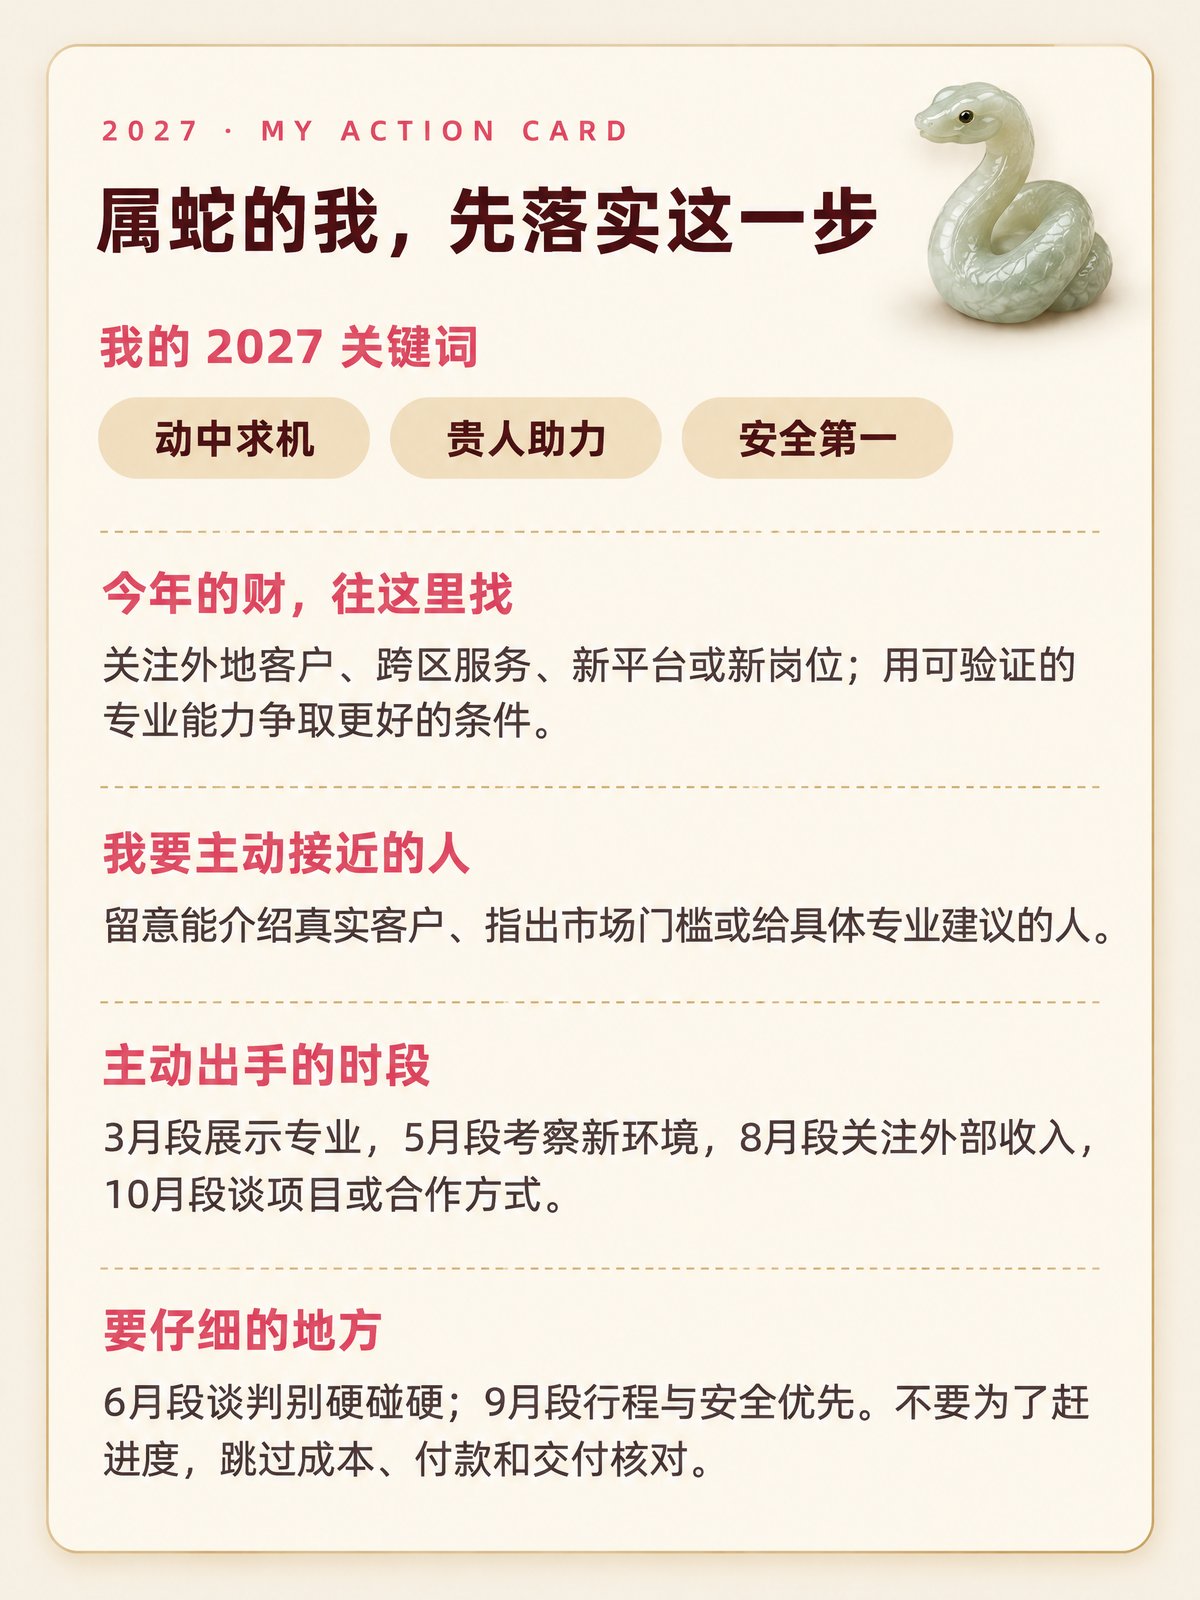 2027 · MY ACTION CARD
属蛇的我，先落实这一步
我的 2027 关键词
动中求机
贵人助力
安全第一
今年的财，往这里找
关注外地客户、跨区服务、新平台或新岗位；用可验证的
专业能力争取更好的条件。
我要主动接近的人
留意能介绍真实客户、指出市场门槛或给具体专业建议的人。
主动出手的时段
3月段展示专业，5月段考察新环境，8月段关注外部收入，
10月段谈项目或合作方式。
要仔细的地方
6月段谈判别硬碰硬；9月段行程与安全优先。不要为了赶
进度，跳过成本、付款和交付核对。